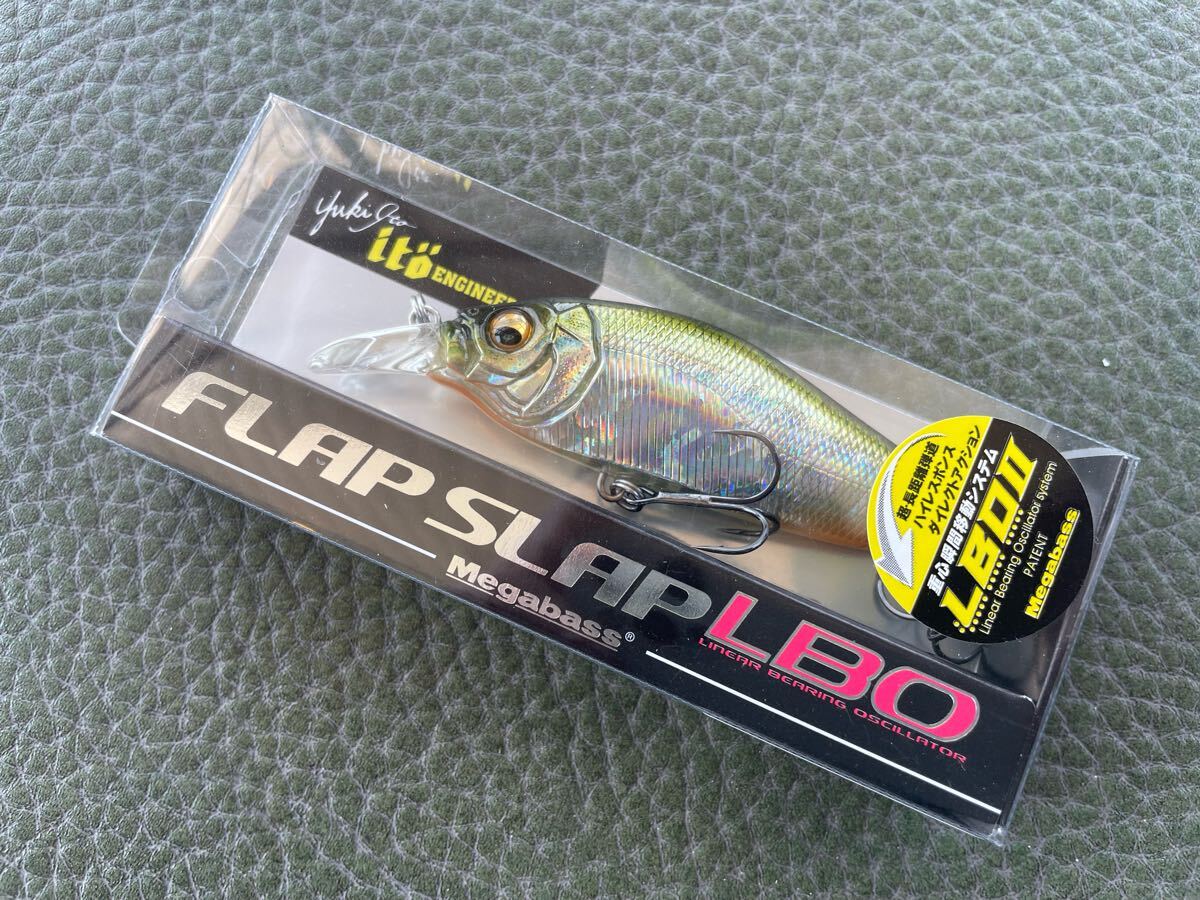 Yuki Ito
itö ENGINEER
FLAP SLAP LBO
LINEAR BEARING OSCILLATOR
Megabass®
超・長距離弾道
ハイレスポンス
ダイレクトアクション
重心瞬間移動システム
LBOII
Linear Bearing Oscillator system
PATENT
Megabass